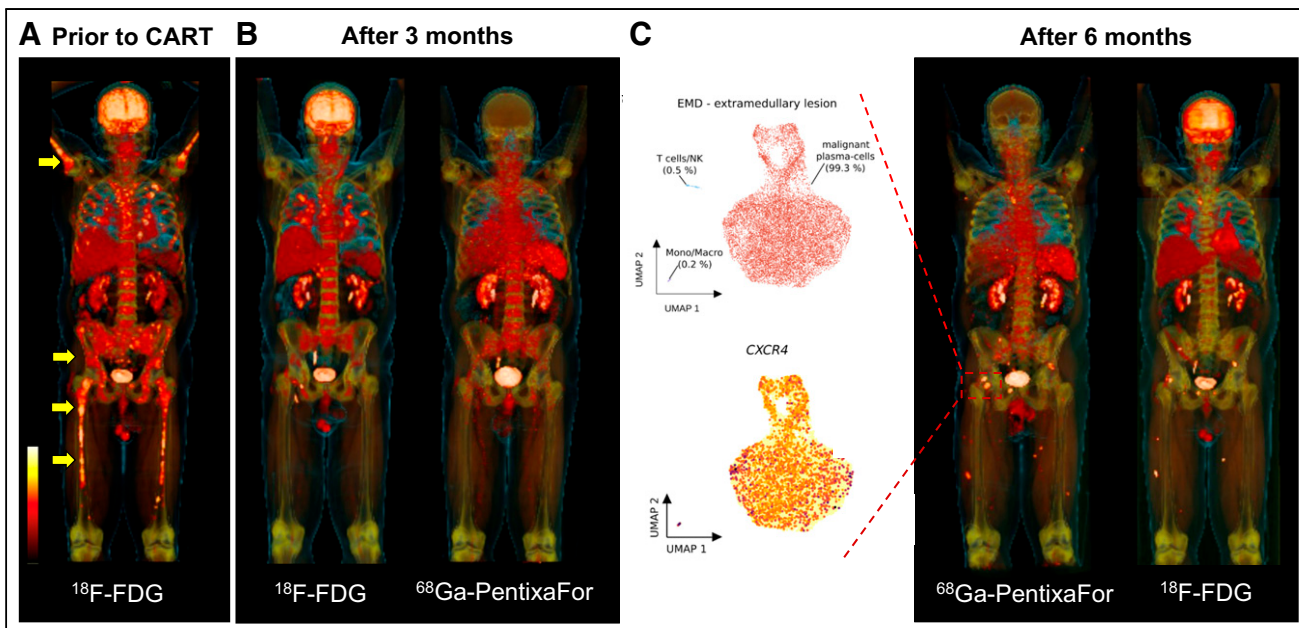 A Prior to CART
B After 3 months
C After 6 months
EMD - extramedullary lesion
T cells/NK
(0.5 %)
malignant
plasma-cells
(99.3 %)
Mono/Macro
(0.2 %)
UMAP 2
UMAP 1
CXCR4
UMAP 2
UMAP 1
¹⁸F-FDG
¹⁸F-FDG
⁶⁸Ga-PentixaFor
⁶⁸Ga-PentixaFor
¹⁸F-FDG